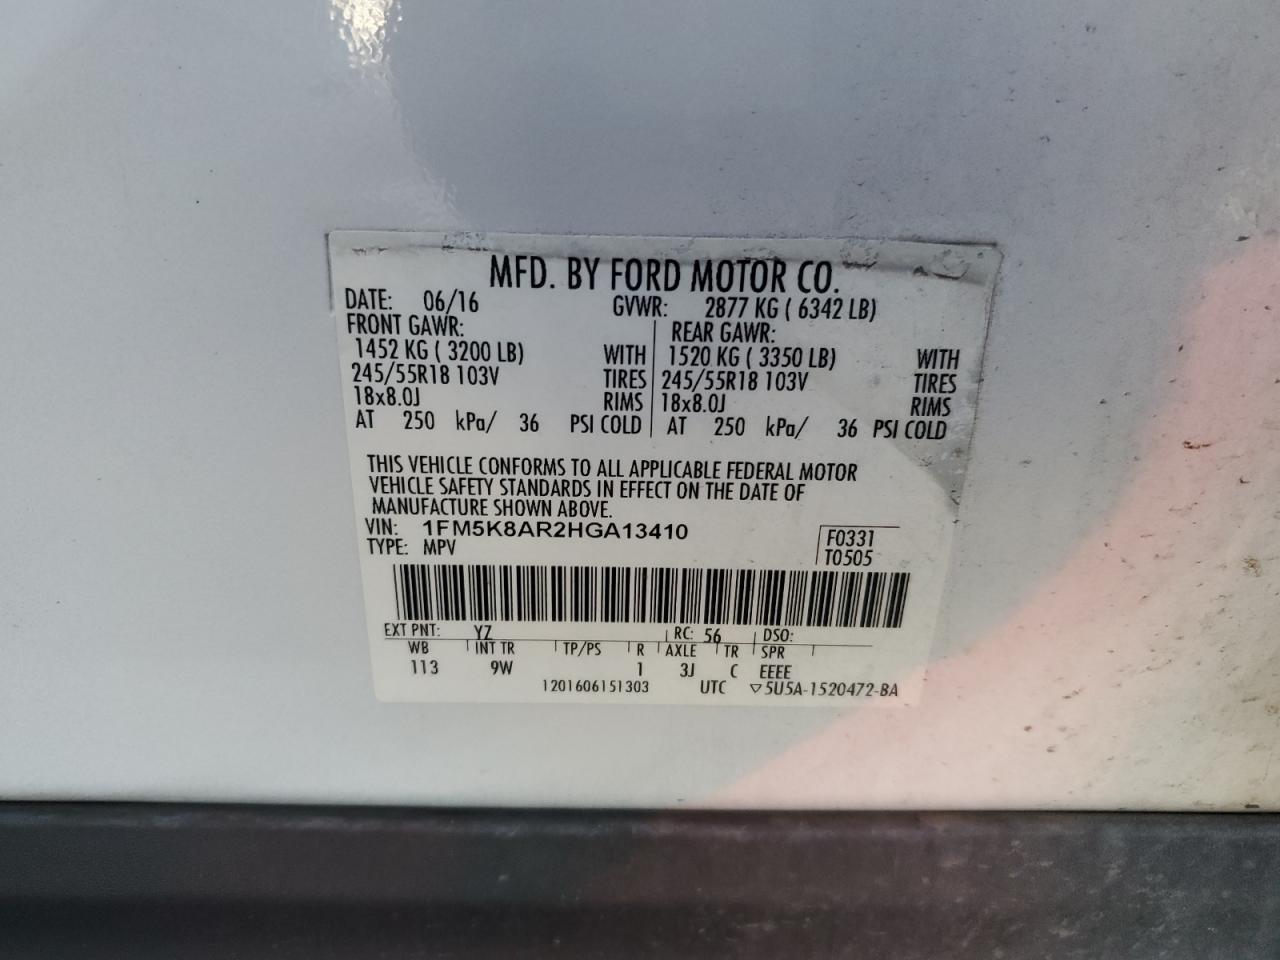 MFD. BY FORD MOTOR CO.
DATE: 06/16 GVWR: 2877 KG ( 6342 LB)
FRONT GAWR: REAR GAWR:
1452 KG ( 3200 LB) WITH 1520 KG ( 3350 LB) WITH
245/55R18 103V TIRES 245/55R18 103V TIRES
18x8.0J RIMS 18x8.0J RIMS
AT 250 kPa/ 36 PSI COLD AT 250 kPa/ 36 PSI COLD
THIS VEHICLE CONFORMS TO ALL APPLICABLE FEDERAL MOTOR
VEHICLE SAFETY STANDARDS IN EFFECT ON THE DATE OF
MANUFACTURE SHOWN ABOVE.
VIN: 1FM5K8AR2HGA13410 F0331
TYPE: MPV T0505
EXT PNT: YZ RC: 56 DSO:
WB INT TR TP/PS R AXLE TR SPR
113 9W 1 3J C EEEE
1201606151303 UTC ▽5U5A-1520472-BA